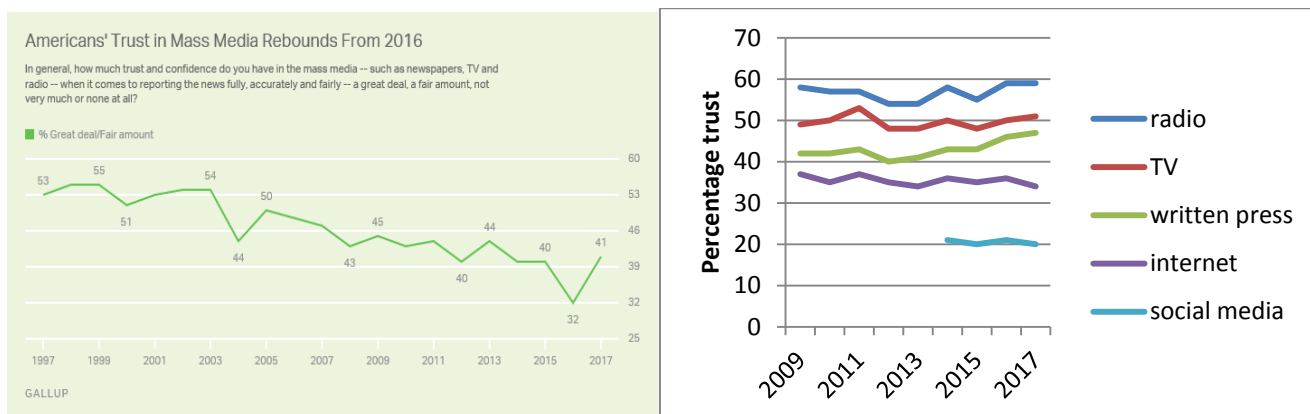 Americans' Trust in Mass Media Rebounds From 2016
In general, how much trust and confidence do you have in the mass media -- such as newspapers, TV and
radio -- when it comes to reporting the news fully, accurately and fairly -- a great deal, a fair amount, not
very much or none at all?
% Great deal/Fair amount
60
53
46
39
32
25
53
55
51
54
44
50
43
45
40
44
40
32
41
1997 1999 2001 2003 2005 2007 2009 2011 2013 2015 2017
GALLUP
Percentage trust
70
60
50
40
30
20
10
0
2009 2011 2013 2015 2017
radio
TV
written press
internet
social media